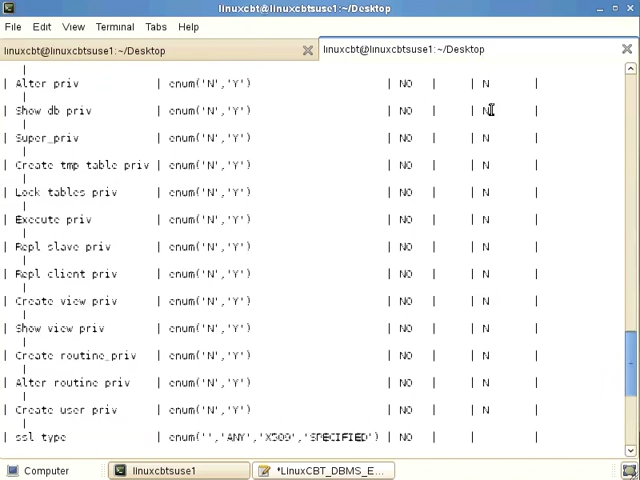 linuxcbt@linuxcbtsuse1:~/Desktop
File Edit View Terminal Tabs Help
linuxcbt@linuxcbtsuse1:~/Desktop
linuxcbt@linuxcbtsuse1:~/Desktop
|
| Alter_priv | enum('N','Y') | NO | | N |
|
| Show_db_priv | enum('N','Y') | NO | | N |
|
| Super_priv | enum('N','Y') | NO | | N |
|
| Create_tmp_table_priv | enum('N','Y') | NO | | N |
|
| Lock_tables_priv | enum('N','Y') | NO | | N |
|
| Execute_priv | enum('N','Y') | NO | | N |
|
| Repl_slave_priv | enum('N','Y') | NO | | N |
|
| Repl_client_priv | enum('N','Y') | NO | | N |
|
| Create_view_priv | enum('N','Y') | NO | | N |
|
| Show_view_priv | enum('N','Y') | NO | | N |
|
| Create_routine_priv | enum('N','Y') | NO | | N |
|
| Alter_routine_priv | enum('N','Y') | NO | | N |
|
| Create_user_priv | enum('N','Y') | NO | | N |
|
| ssl_type | enum('','ANY','X509','SPECIFIED') | NO | | |
Computer linuxcbtsuse1 *LinuxCBT_DBMS_E...